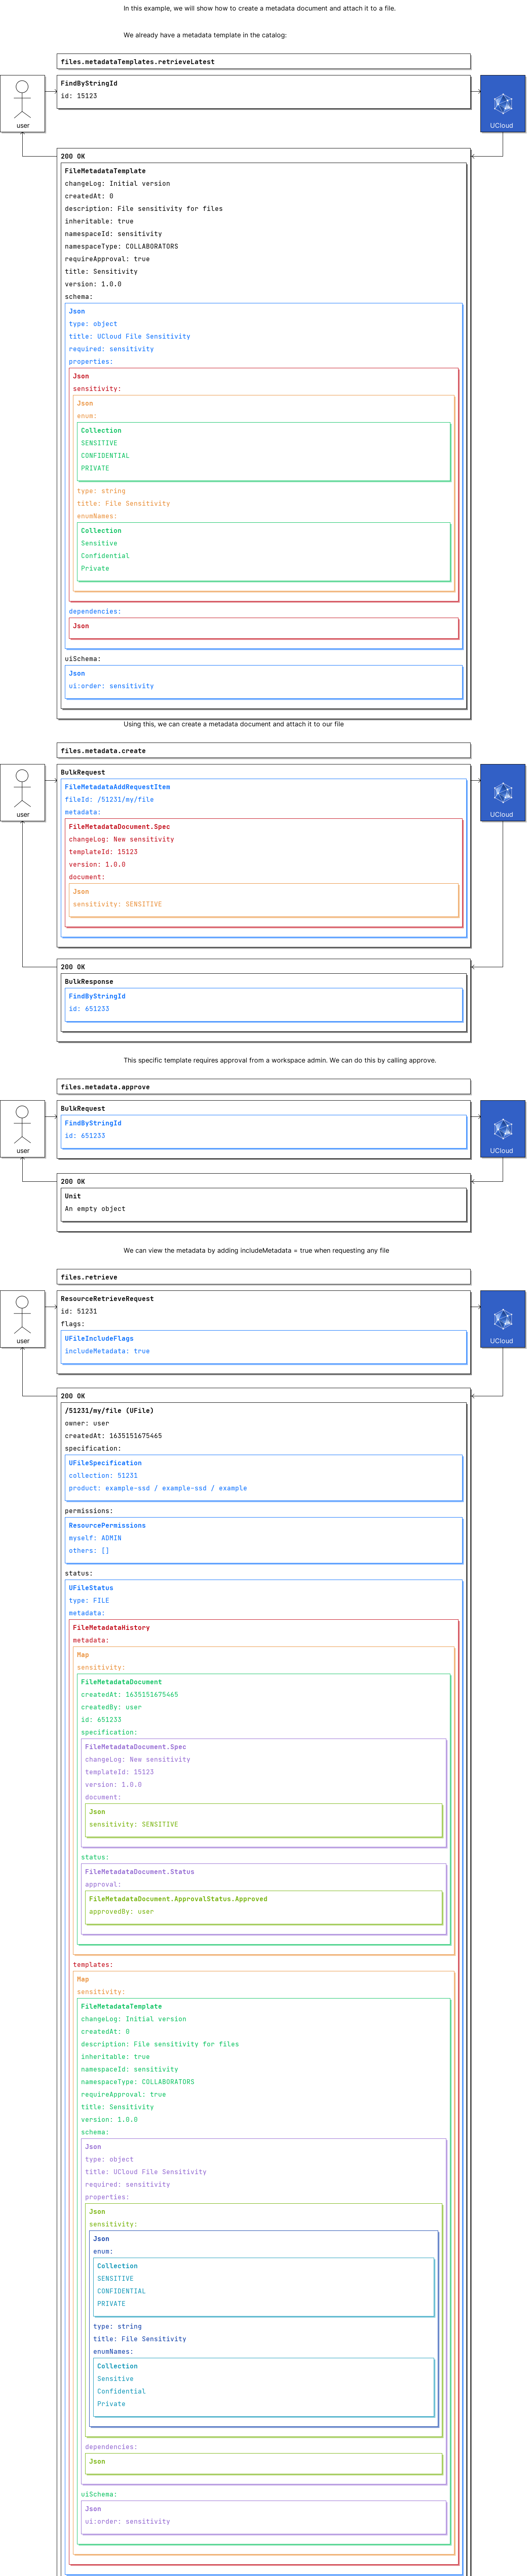 In this example, we will show how to create a metadata document and attach it to a file.
We already have a metadata template in the catalog:
files.metadataTemplates.retrieveLatest
FindByStringId
id: 15123
user
UCloud
200 OK
FileMetadataTemplate
changeLog: Initial version
createdAt: 0
description: File sensitivity for files
inheritable: true
namespaceId: sensitivity
namespaceType: COLLABORATORS
requireApproval: true
title: Sensitivity
version: 1.0.0
schema:
Json
type: object
title: UCloud File Sensitivity
required: sensitivity
properties:
Json
sensitivity:
Json
enum:
Collection
SENSITIVE
CONFIDENTIAL
PRIVATE
type: string
title: File Sensitivity
enumNames:
Collection
Sensitive
Confidential
Private
dependencies:
Json
uiSchema:
Json
ui:order: sensitivity
Using this, we can create a metadata document and attach it to our file
files.metadata.create
BulkRequest
FileMetadataAddRequestItem
fileId: /51231/my/file
metadata:
user
UCloud
FileMetadataDocument.Spec
changeLog: New sensitivity
templateId: 15123
version: 1.0.0
document:
Json
sensitivity: SENSITIVE
200 OK
BulkResponse
FindByStringId
id: 651233
This specific template requires approval from a workspace admin. We can do this by calling approve.
files.metadata.approve
BulkRequest
FindByStringId
id: 651233
user
UCloud
200 OK
Unit
An empty object
We can view the metadata by adding includeMetadata = true when requesting any file
files.retrieve
ResourceRetrieveRequest
id: 51231
flags:
UFileIncludeFlags
user
UCloud
includeMetadata: true
200 OK
/51231/my/file (UFile)
owner: user
createdAt: 1635151675465
specification:
UFileSpecification
collection: 51231
product: example-ssd / example-ssd / example
permissions:
ResourcePermissions
myself: ADMIN
others: []
status:
UFileStatus
type: FILE
metadata:
FileMetadataHistory
metadata:
Map
sensitivity:
FileMetadataDocument
createdAt: 1635151675465
createdBy: user
id: 651233
specification:
FileMetadataDocument.Spec
changeLog: New sensitivity
templateId: 15123
version: 1.0.0
document:
Json
sensitivity: SENSITIVE
status:
FileMetadataDocument.Status
approval:
FileMetadataDocument.ApprovalStatus.Approved
approvedBy: user
templates:
Map
sensitivity:
FileMetadataTemplate
changeLog: Initial version
createdAt: 0
description: File sensitivity for files
inheritable: true
namespaceId: sensitivity
namespaceType: COLLABORATORS
requireApproval: true
title: Sensitivity
version: 1.0.0
schema:
Json
type: object
title: UCloud File Sensitivity
required: sensitivity
properties:
Json
sensitivity:
Json
enum:
Collection
SENSITIVE
CONFIDENTIAL
PRIVATE
type: string
title: File Sensitivity
enumNames:
Collection
Sensitive
Confidential
Private
dependencies:
Json
uiSchema:
Json
ui:order: sensitivity